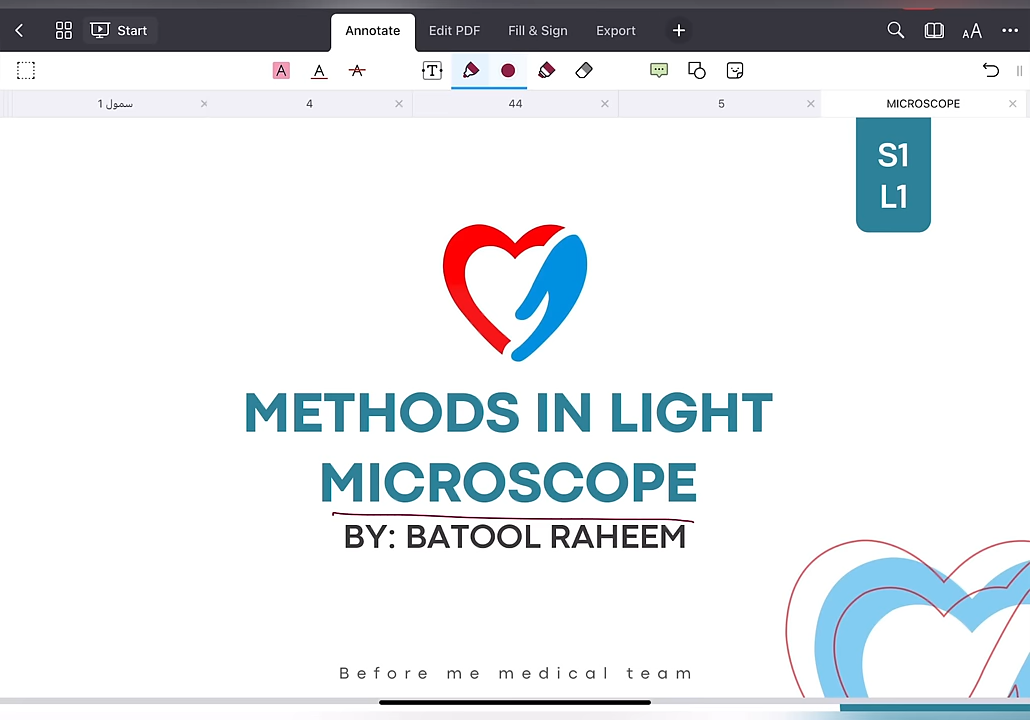 Start
Annotate
Edit PDF
Fill & Sign
Export
سمول 1
4
44
5
MICROSCOPE
S1
L1
METHODS IN LIGHT
MICROSCOPE
BY: BATOOL RAHEEM
Before me medical team